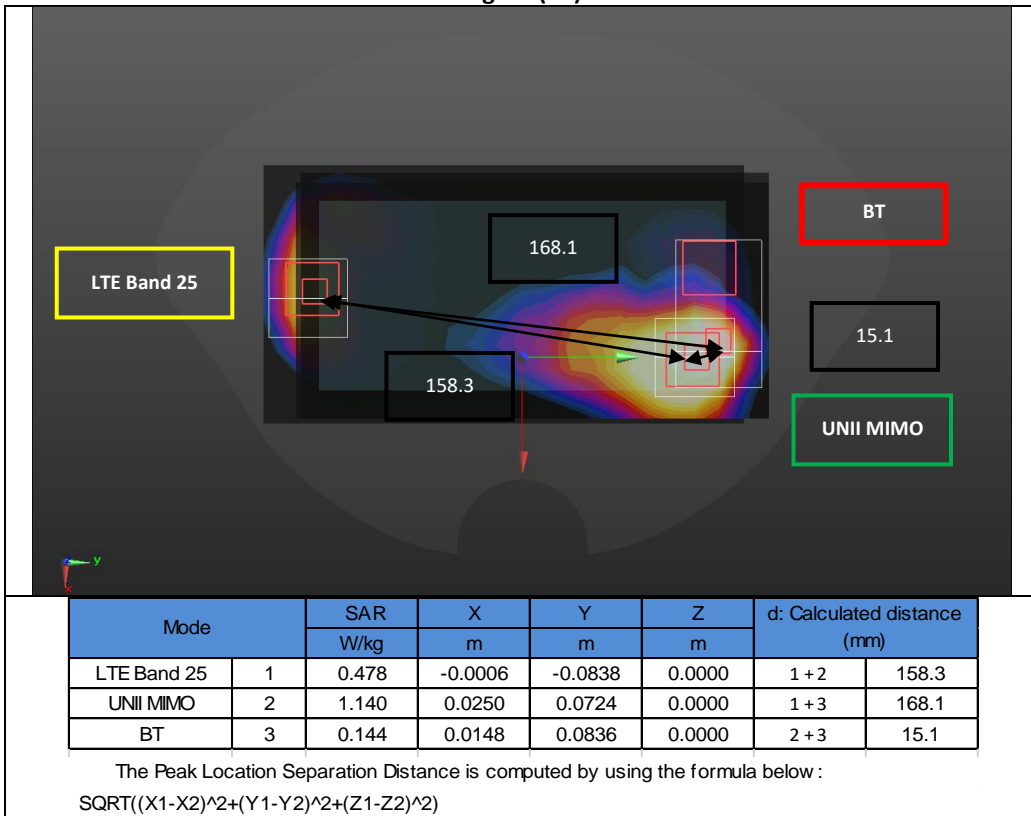 168.1
BT
LTE Band 25
15.1
158.3
UNII MIMO
y
x
Mode SAR X Y Z d: Calculated distance (mm)
W/kg m m m
LTE Band 25 1 0.478 -0.0006 -0.0838 0.0000 1 + 2 158.3
UNII MIMO 2 1.140 0.0250 0.0724 0.0000 1 + 3 168.1
BT 3 0.144 0.0148 0.0836 0.0000 2 + 3 15.1
The Peak Location Separation Distance is computed by using the formula below :
SQRT((X1-X2)^2+(Y1-Y2)^2+(Z1-Z2)^2)